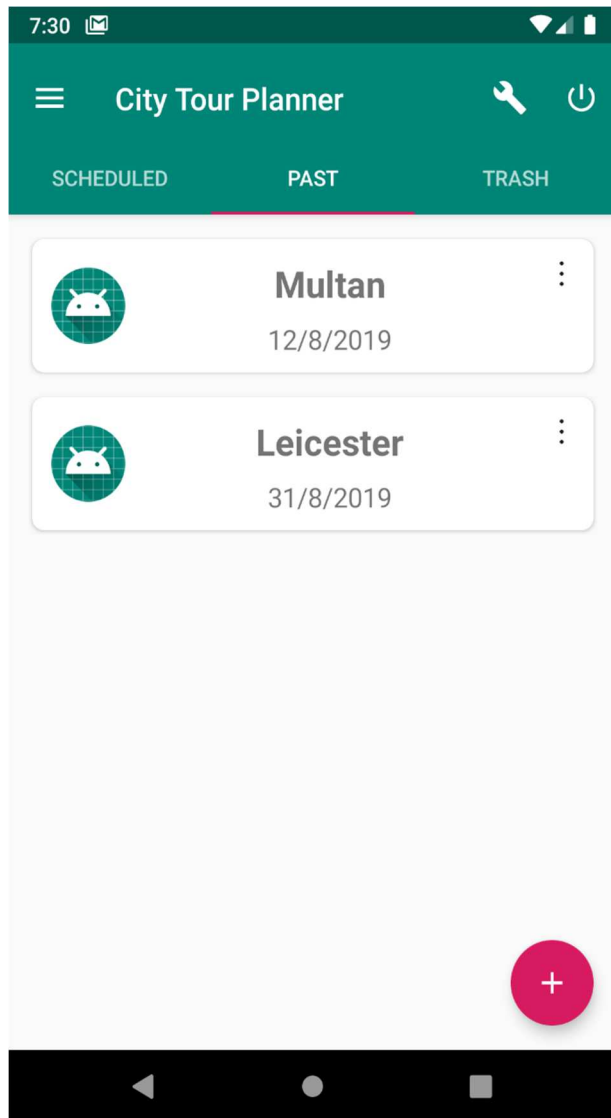 7:30
City Tour Planner
SCHEDULED PAST TRASH
Multan
12/8/2019
Leicester
31/8/2019